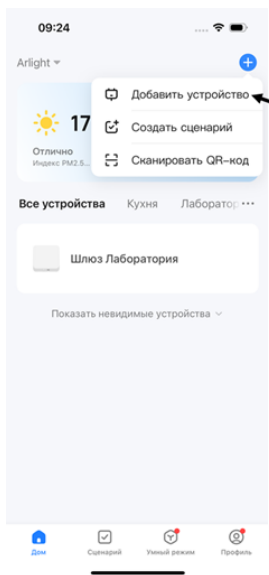 09:24
Arlight
Добавить устройство
17
Создать сценарий
Отлично
Индекс PM2.5...
Сканировать QR-код
Все устройства Кухня Лаборатор
Шлюз Лаборатория
Показать невидимые устройства
Дом Сценарий Умный режим Профиль